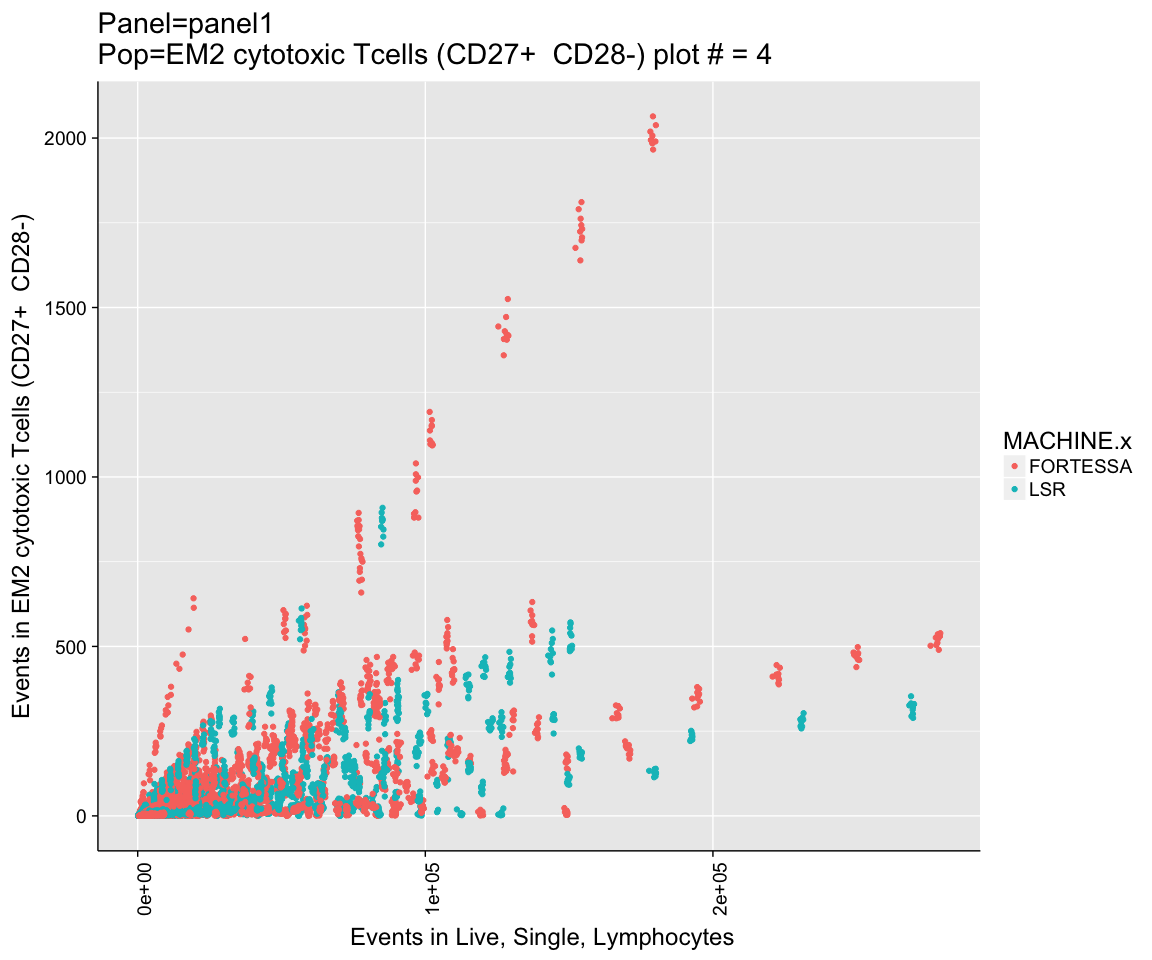 Panel=panel1
Pop=EM2 cytotoxic Tcells (CD27+  CD28-) plot # = 4
Events in EM2 cytotoxic Tcells (CD27+  CD28-)
2000
1500
1000
500
0
0e+00
1e+05
2e+05
Events in Live, Single, Lymphocytes
MACHINE.x
FORTESSA
LSR